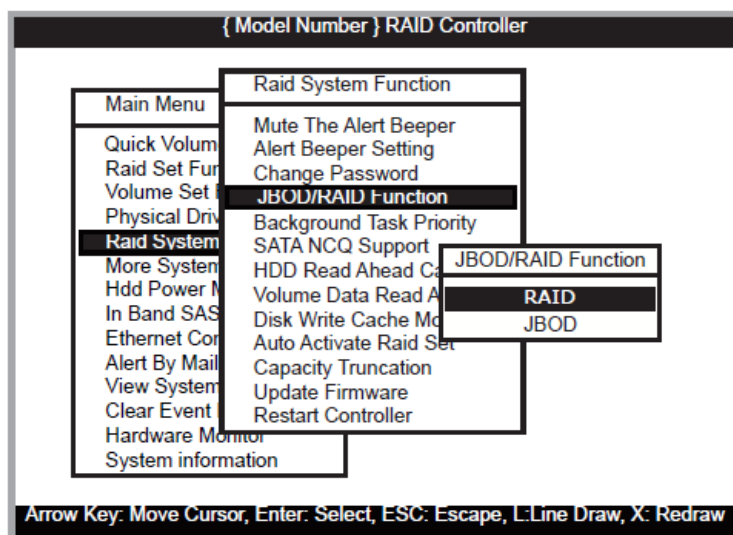 { Model Number } RAID Controller
Main Menu
Quick Volum
Raid Set Fun
Volume Set
Physical Driv
Raid System
More System
Hdd Power
In Band SAS
Ethernet Con
Alert By Mail
View System
Clear Event
Hardware Monitor
System information
Raid System Function
Mute The Alert Beeper
Alert Beeper Setting
Change Password
JBOD/RAID Function
Background Task Priority
SATA NCQ Support
HDD Read Ahead Ca
Volume Data Read A
Disk Write Cache Mo
Auto Activate Raid Set
Capacity Truncation
Update Firmware
Restart Controller
JBOD/RAID Function
RAID
JBOD
Arrow Key: Move Cursor, Enter: Select, ESC: Escape, L:Line Draw, X: Redraw